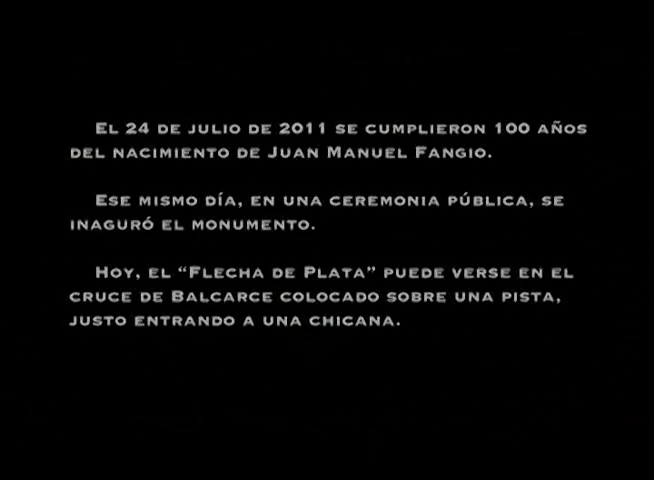 El 24 de julio de 2011 se cumplieron 100 años
del nacimiento de Juan Manuel Fangio.
Ese mismo día, en una ceremonia pública, se
inaguró el monumento.
Hoy, el “Flecha de Plata” puede verse en el
cruce de Balcarce colocado sobre una pista,
justo entrando a una chicana.